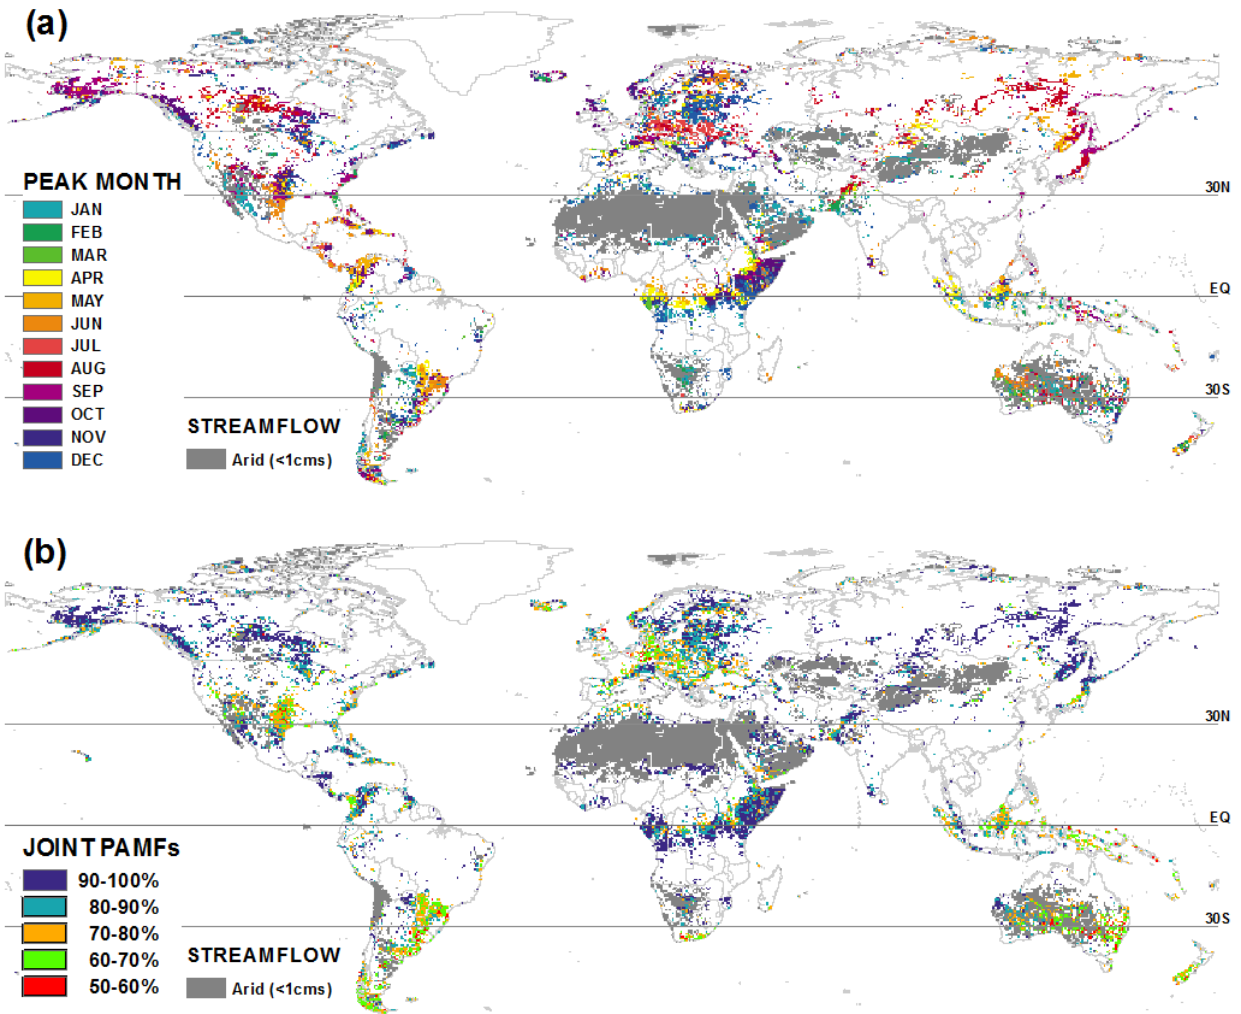 (a)
PEAK MONTH
JAN
FEB
MAR
APR
MAY
JUN
JUL
AUG
SEP
OCT
NOV
DEC
STREAMFLOW
Arid (<1cms)
30N
EQ
30S
(b)
30N
EQ
30S
JOINT PAMFs
90-100%
80-90%
70-80%
60-70%
50-60%
STREAMFLOW
Arid (<1cms)